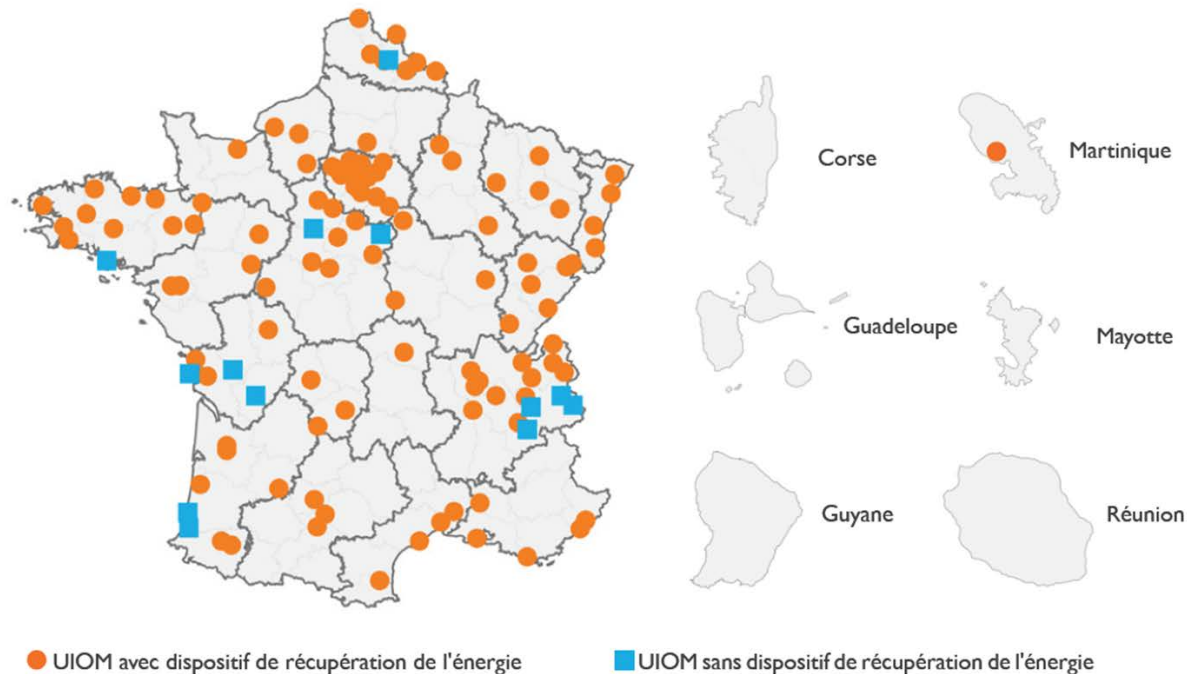 Corse
Martinique
Guadeloupe
Mayotte
Guyane
Réunion
UIOM avec dispositif de récupération de l'énergie
UIOM sans dispositif de récupération de l'énergie